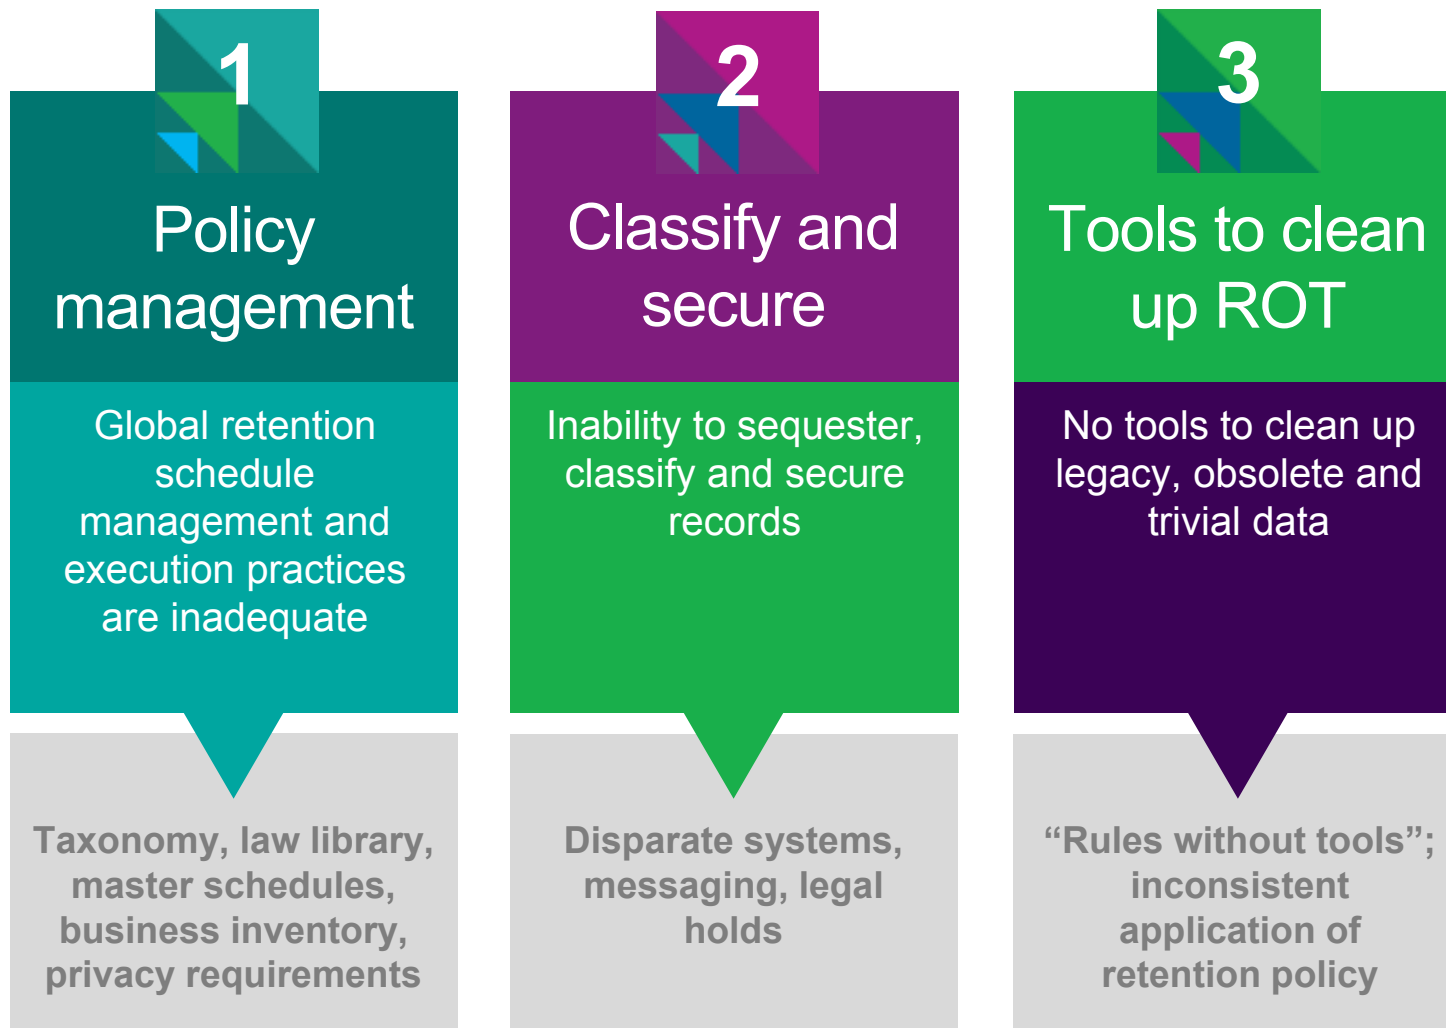 1
Policy
management
Global retention
schedule
management and
execution practices
are inadequate
Taxonomy, law library,
master schedules,
business inventory,
privacy requirements
2
Classify and
secure
Inability to sequester,
classify and secure
records
Disparate systems,
messaging, legal
holds
3
Tools to clean
up ROT
No tools to clean up
legacy, obsolete and
trivial data
“Rules without tools”;
inconsistent
application of
retention policy